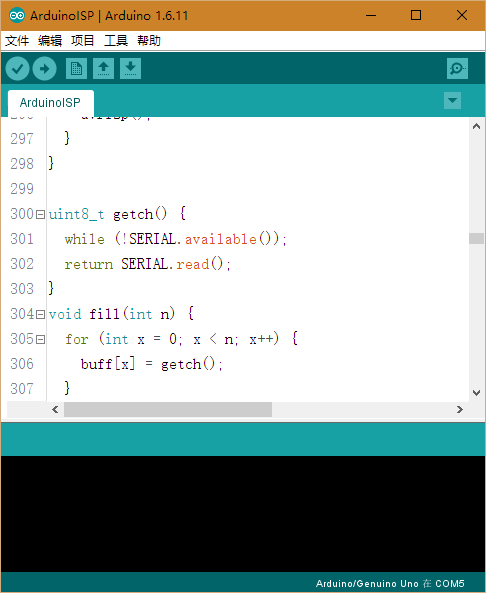 ArduinoISP | Arduino 1.6.11
文件 编辑 项目 工具 帮助
ArduinoISP
297 }
298 }
299
300 uint8_t getch() {
301 while (!SERIAL.available());
302 return SERIAL.read();
303 }
304 void fill(int n) {
305 for (int x = 0; x < n; x++) {
306 buff[x] = getch();
307 }
Arduino/Genuino Uno 在 COM5